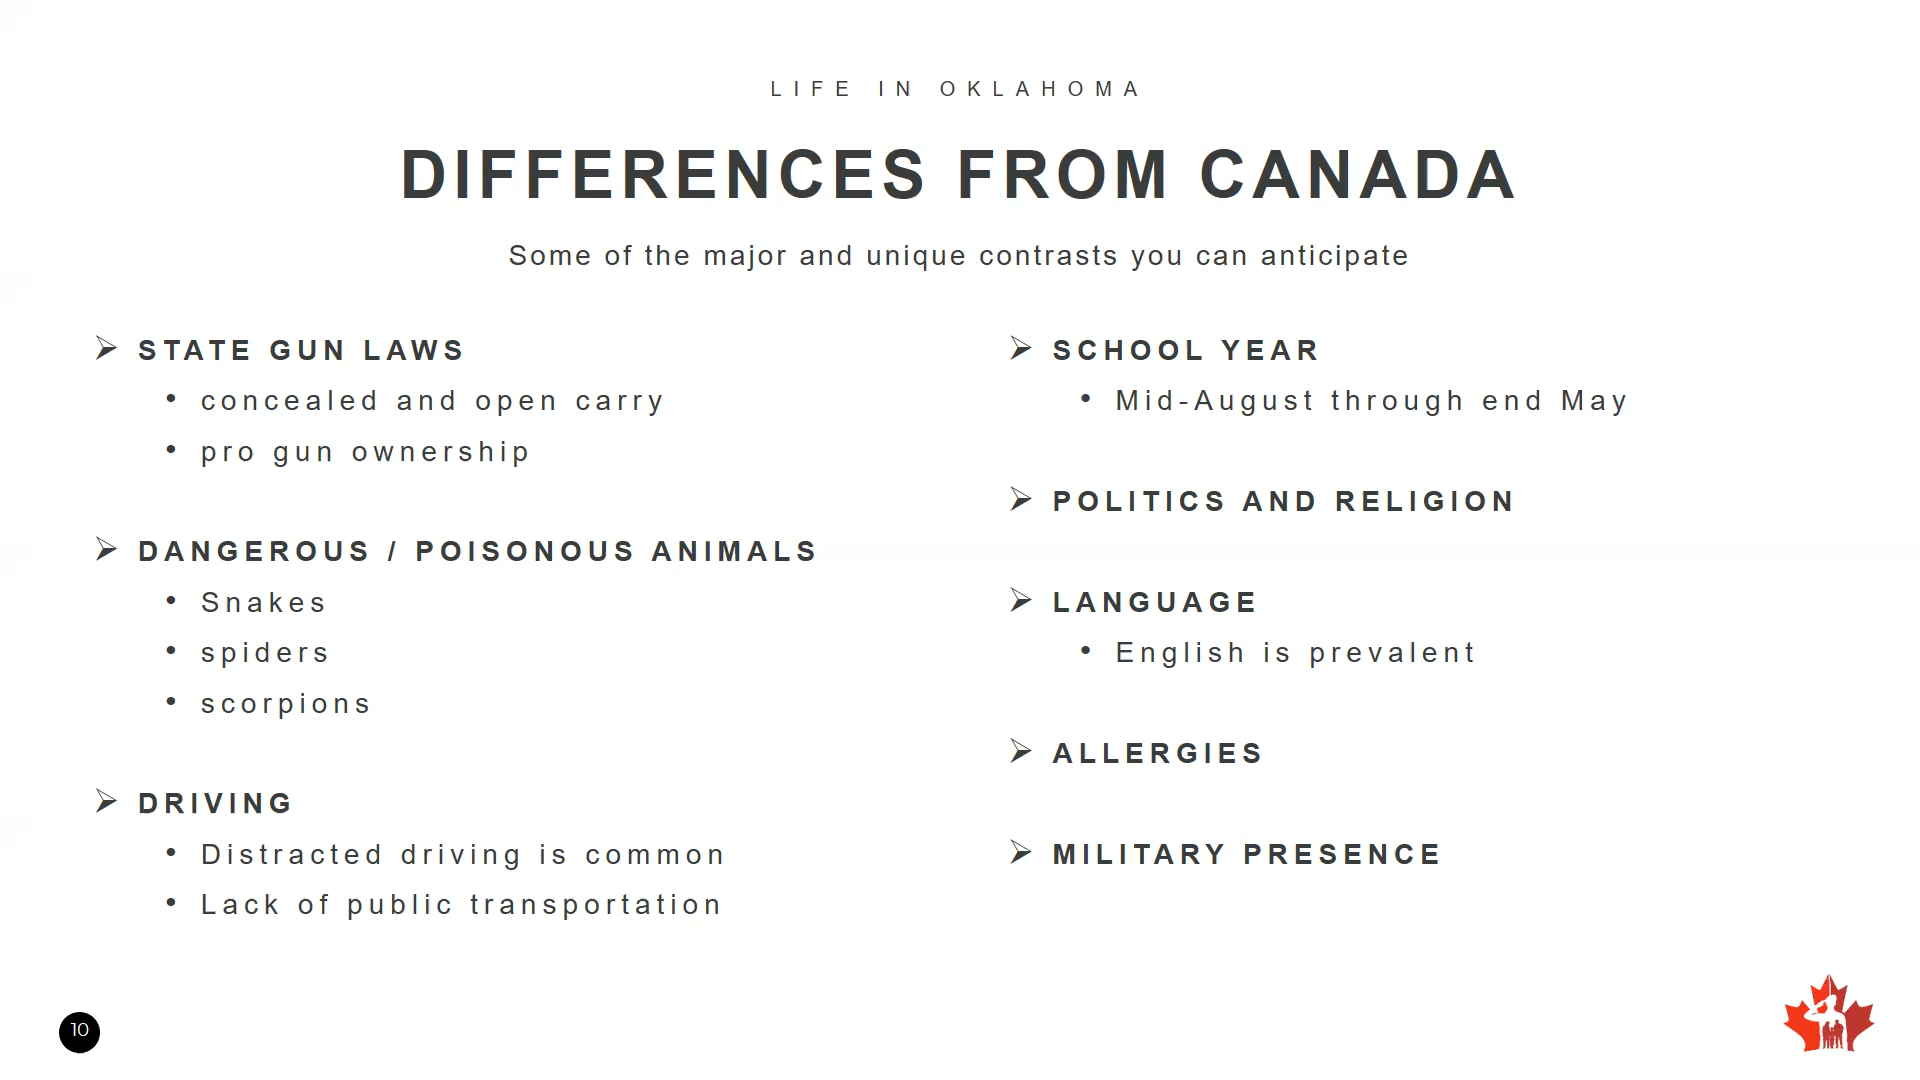 LIFE IN OKLAHOMA
DIFFERENCES FROM CANADA
Some of the major and unique contrasts you can anticipate
➢ STATE GUN LAWS
• concealed and open carry
• pro gun ownership
➢ DANGEROUS / POISONOUS ANIMALS
• Snakes
• spiders
• scorpions
➢ DRIVING
• Distracted driving is common
• Lack of public transportation
➢ SCHOOL YEAR
• Mid-August through end May
➢ POLITICS AND RELIGION
➢ LANGUAGE
• English is prevalent
➢ ALLERGIES
➢ MILITARY PRESENCE
10